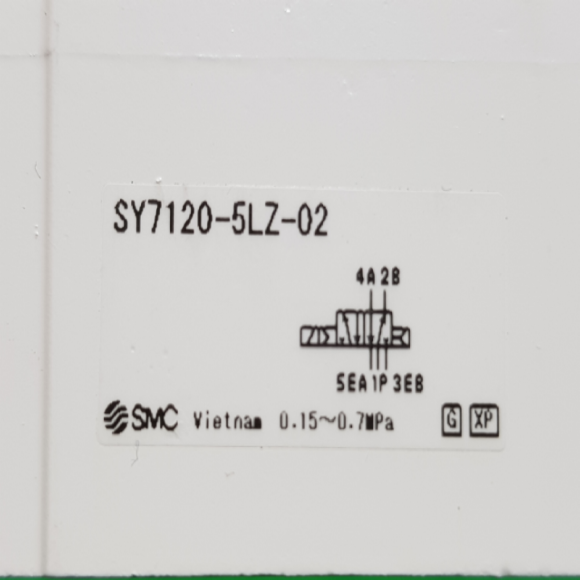 SY7120-5LZ-02
4A 2B
5EA 1P 3EB
SMC Vietnam 0.15~0.7MPa G XP